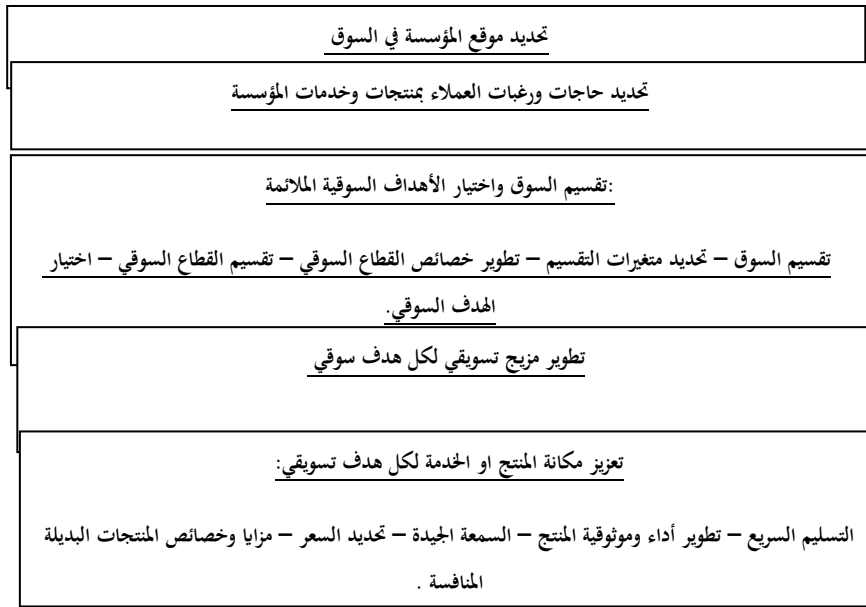 تحديد موقع المؤسسة في السوق
تحديد حاجات ورغبات العملاء بمنتجات وخدمات المؤسسة
تقسيم السوق واختيار الأهداف السوقية الملائمة:
تقسيم السوق – تحديد متغيرات التقسيم – تطوير خصائص القطاع السوقي – تقسيم القطاع السوقي – اختيار
الهدف السوقي.
تطوير مزيج تسويقي لكل هدف سوقي
تعزيز مكانة المنتج او الخدمة لكل هدف تسويقي:
التسليم السريع – تطوير أداء وموثوقية المنتج – السمعة الجيدة – تحديد السعر – مزايا وخصائص المنتجات البديلة
المنافسة .